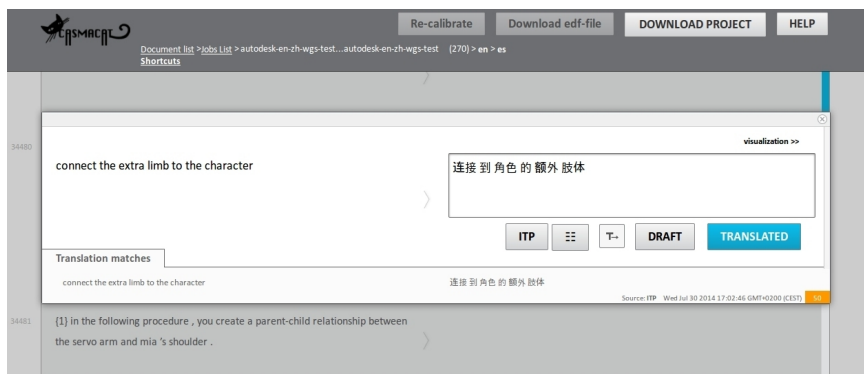 CASMACAT
Re-calibrate Download edf-file DOWNLOAD PROJECT HELP
Document list >Jobs List > autodesk-en-zh-wgs-test...autodesk-en-zh-wgs-test (270) > en > es
Shortcuts
34480
visualization >>
connect the extra limb to the character
连接 到 角色 的 额外 肢体
ITP T→ DRAFT TRANSLATED
Translation matches
connect the extra limb to the character 连接 到 角色 的 额外 肢体
Source: ITP Wed Jul 30 2014 17:02:46 GMT+0200 (CEST) 50
34481
{1} in the following procedure , you create a parent-child relationship between
the servo arm and mia 's shoulder .